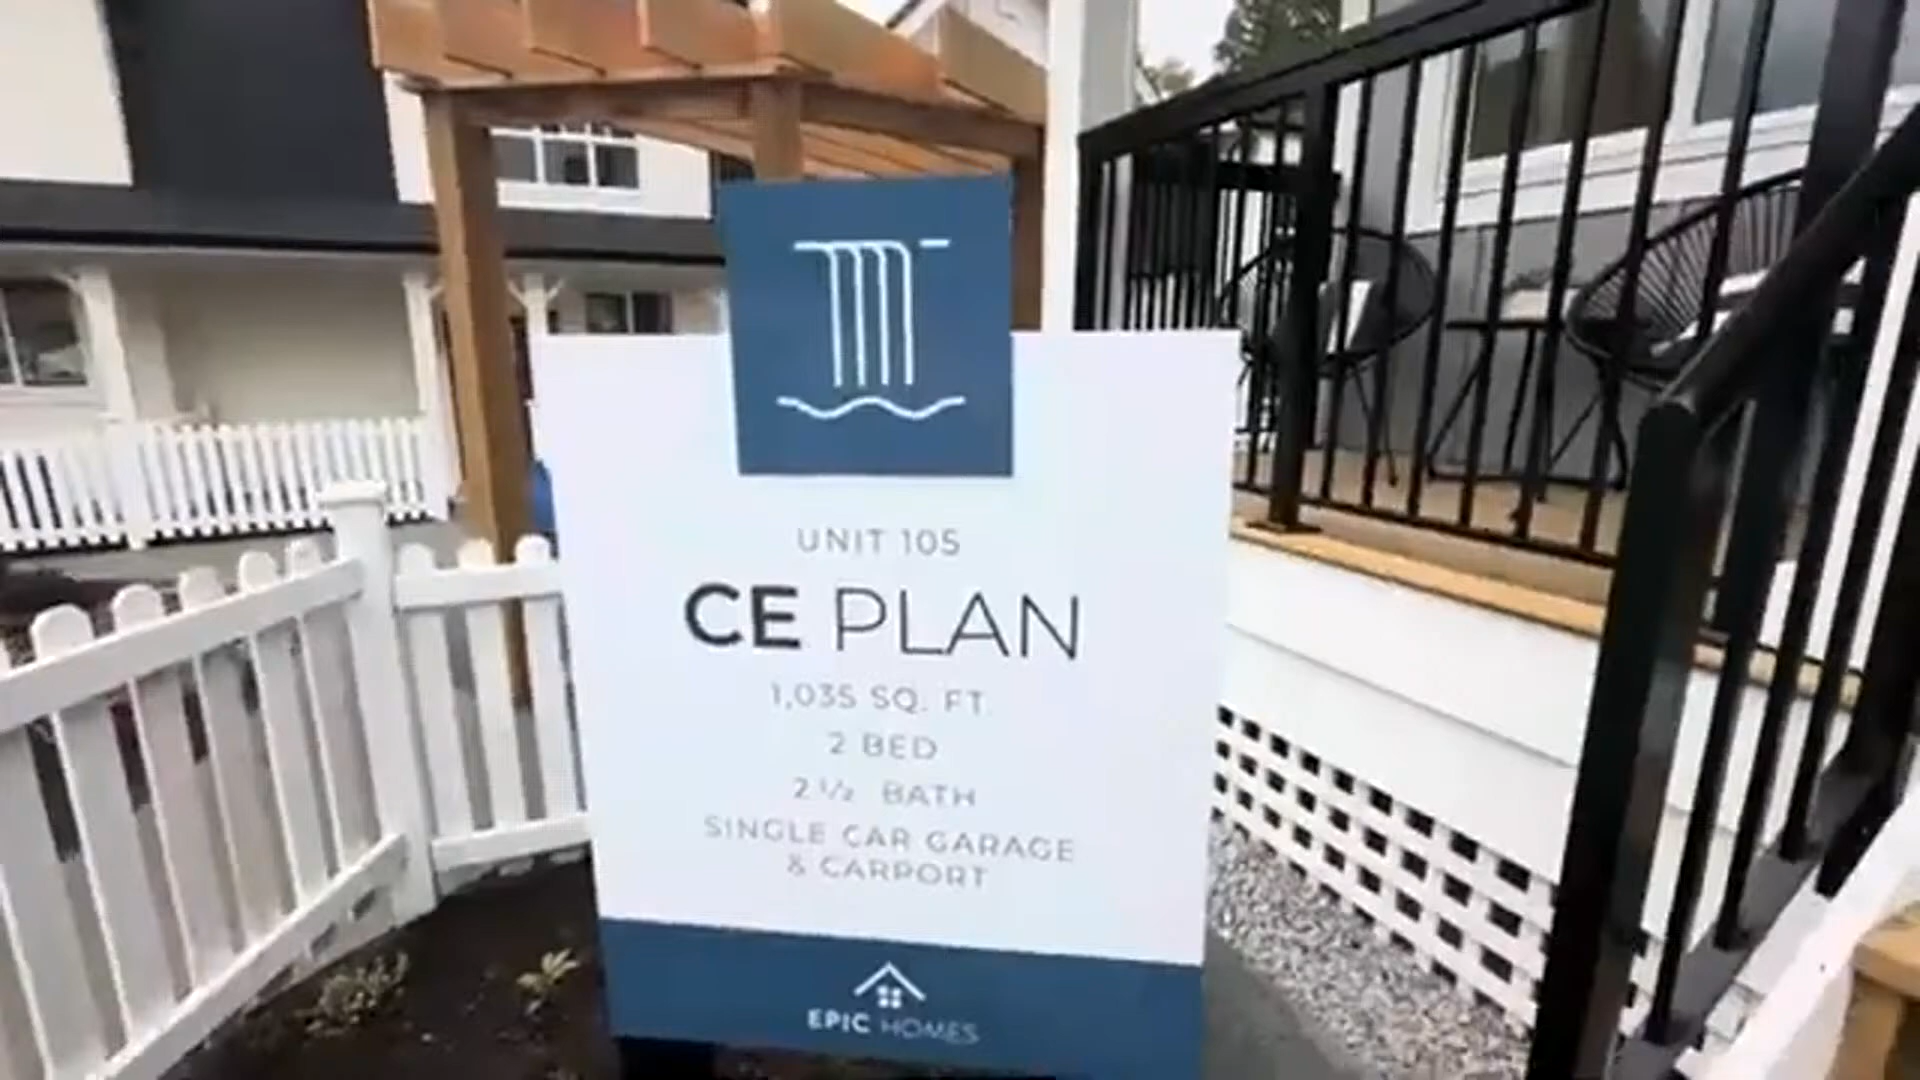 UNIT 105
CE PLAN
1,035 SQ. FT.
2 BED
2 1/2 BATH
SINGLE CAR GARAGE
& CARPORT
EPIC HOMES